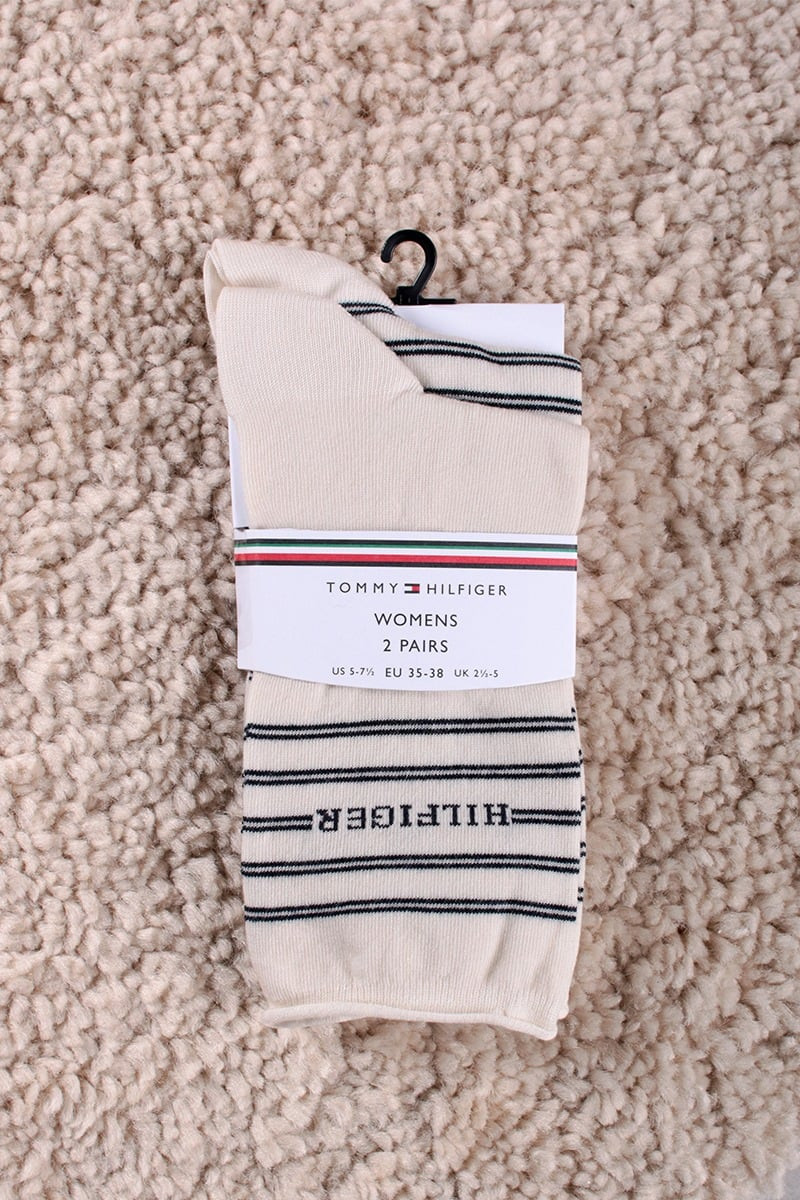 TOMMY HILFIGER
WOMENS
2 PAIRS
US 5-7½ EU 35-38 UK 2½-5
HILFIGER